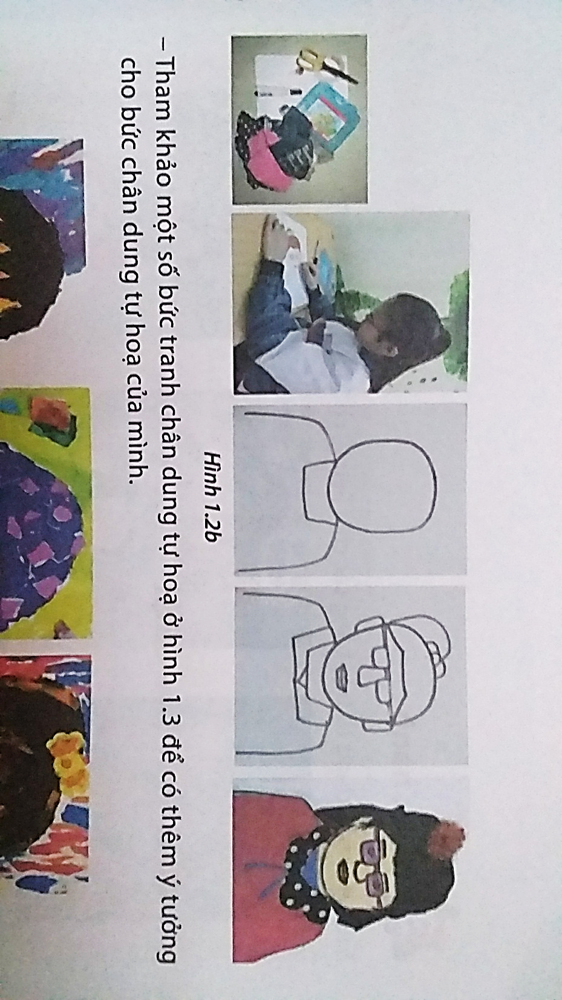 Hình 1.2b
– Tham khảo một số bức tranh chân dung tự hoạ ở hình 1.3 để có thêm ý tưởng
cho bức chân dung tự hoạ của mình.